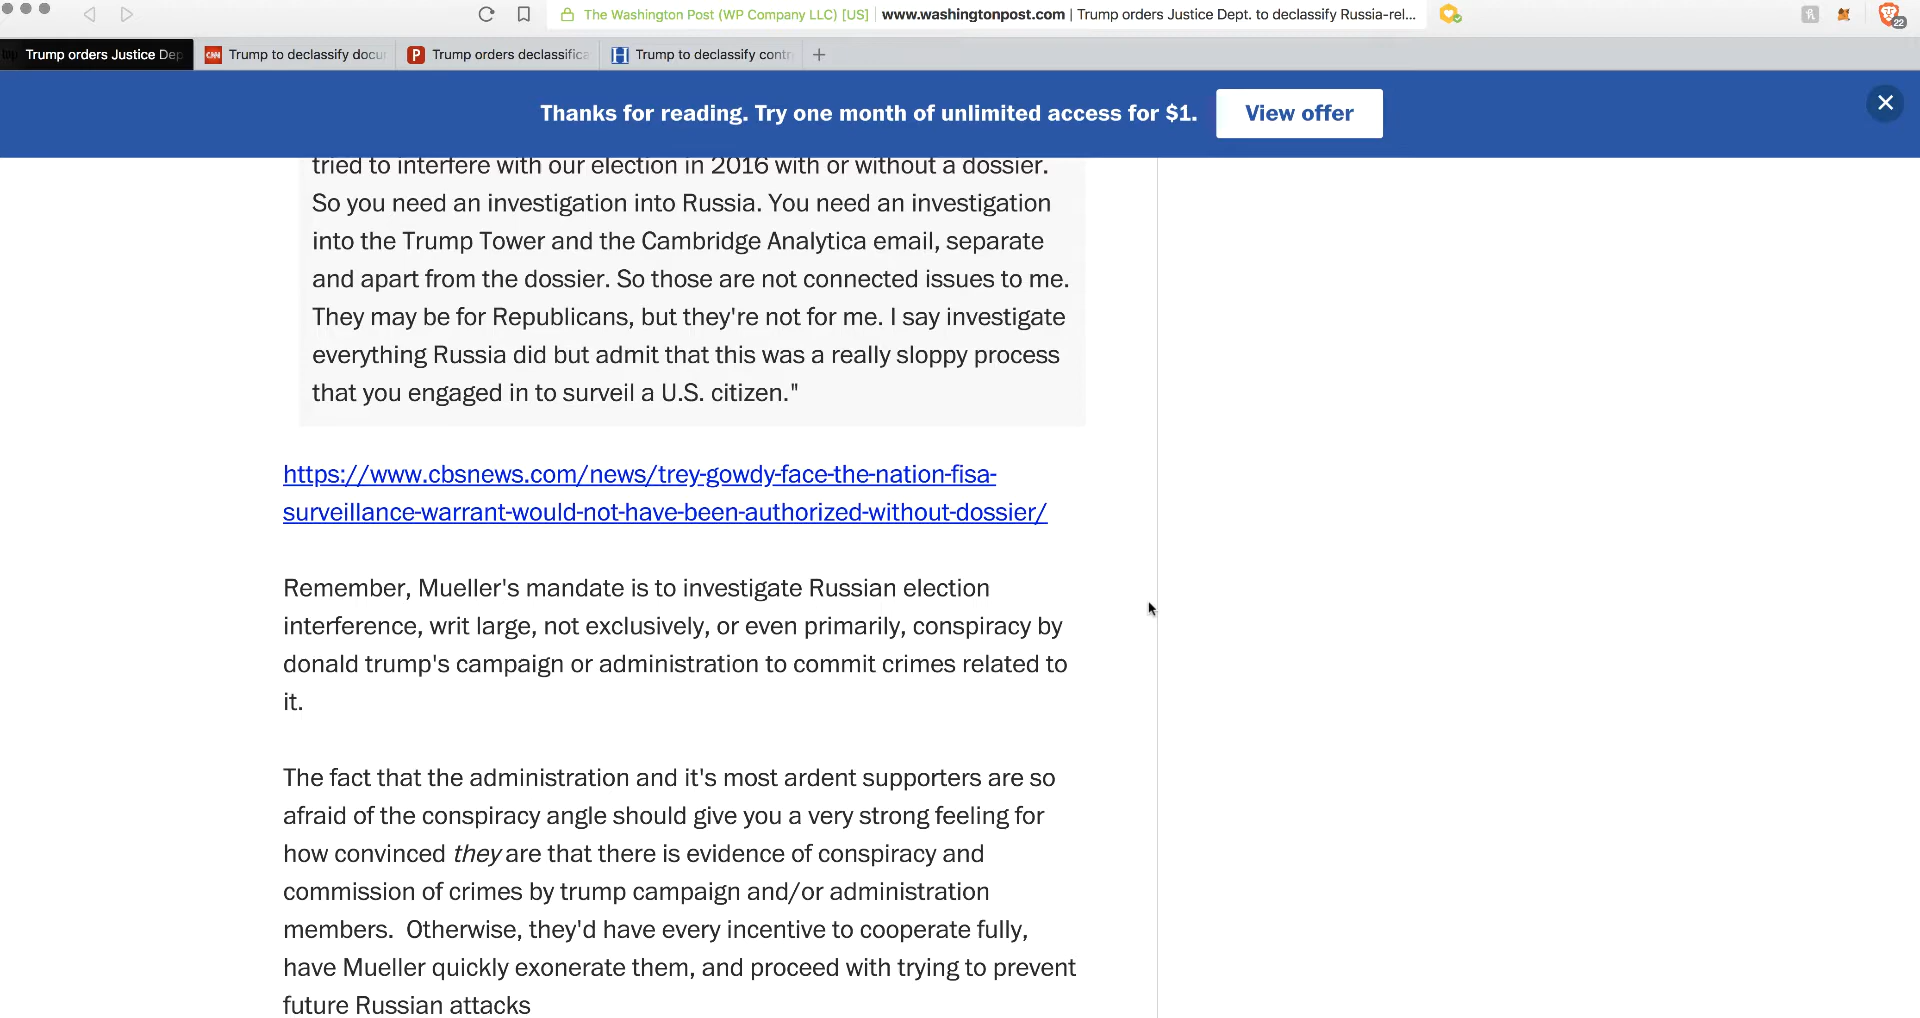 The Washington Post (WP Company LLC) [US] | www.washingtonpost.com | Trump orders Justice Dept. to declassify Russia-rel...
22
Trump orders Justice Dep
CNN Trump to declassify docu
P Trump orders declassifica
H Trump to declassify contr
Thanks for reading. Try one month of unlimited access for $1. View offer
tried to interfere with our election in 2016 with or without a dossier.
So you need an investigation into Russia. You need an investigation
into the Trump Tower and the Cambridge Analytica email, separate
and apart from the dossier. So those are not connected issues to me.
They may be for Republicans, but they're not for me. I say investigate
everything Russia did but admit that this was a really sloppy process
that you engaged in to surveil a U.S. citizen."
https://www.cbsnews.com/news/trey-gowdy-face-the-nation-fisa-
surveillance-warrant-would-not-have-been-authorized-without-dossier/
Remember, Mueller's mandate is to investigate Russian election
interference, writ large, not exclusively, or even primarily, conspiracy by
donald trump's campaign or administration to commit crimes related to
it.
The fact that the administration and it's most ardent supporters are so
afraid of the conspiracy angle should give you a very strong feeling for
how convinced they are that there is evidence of conspiracy and
commission of crimes by trump campaign and/or administration
members. Otherwise, they'd have every incentive to cooperate fully,
have Mueller quickly exonerate them, and proceed with trying to prevent
future Russian attacks